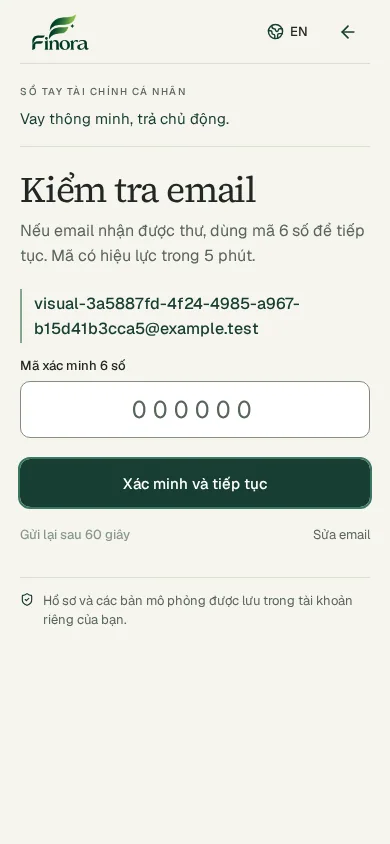 Finora
EN
SỔ TAY TÀI CHÍNH CÁ NHÂN
Vay thông minh, trả chủ động.
Kiểm tra email
Nếu email nhận được thư, dùng mã 6 số để tiếp
tục. Mã có hiệu lực trong 5 phút.
visual-3a5887fd-4f24-4985-a967-
b15d41b3cca5@example.test
Mã xác minh 6 số
000000
Xác minh và tiếp tục
Gửi lại sau 60 giây
Sửa email
Hồ sơ và các bản mô phỏng được lưu trong tài khoản
riêng của bạn.